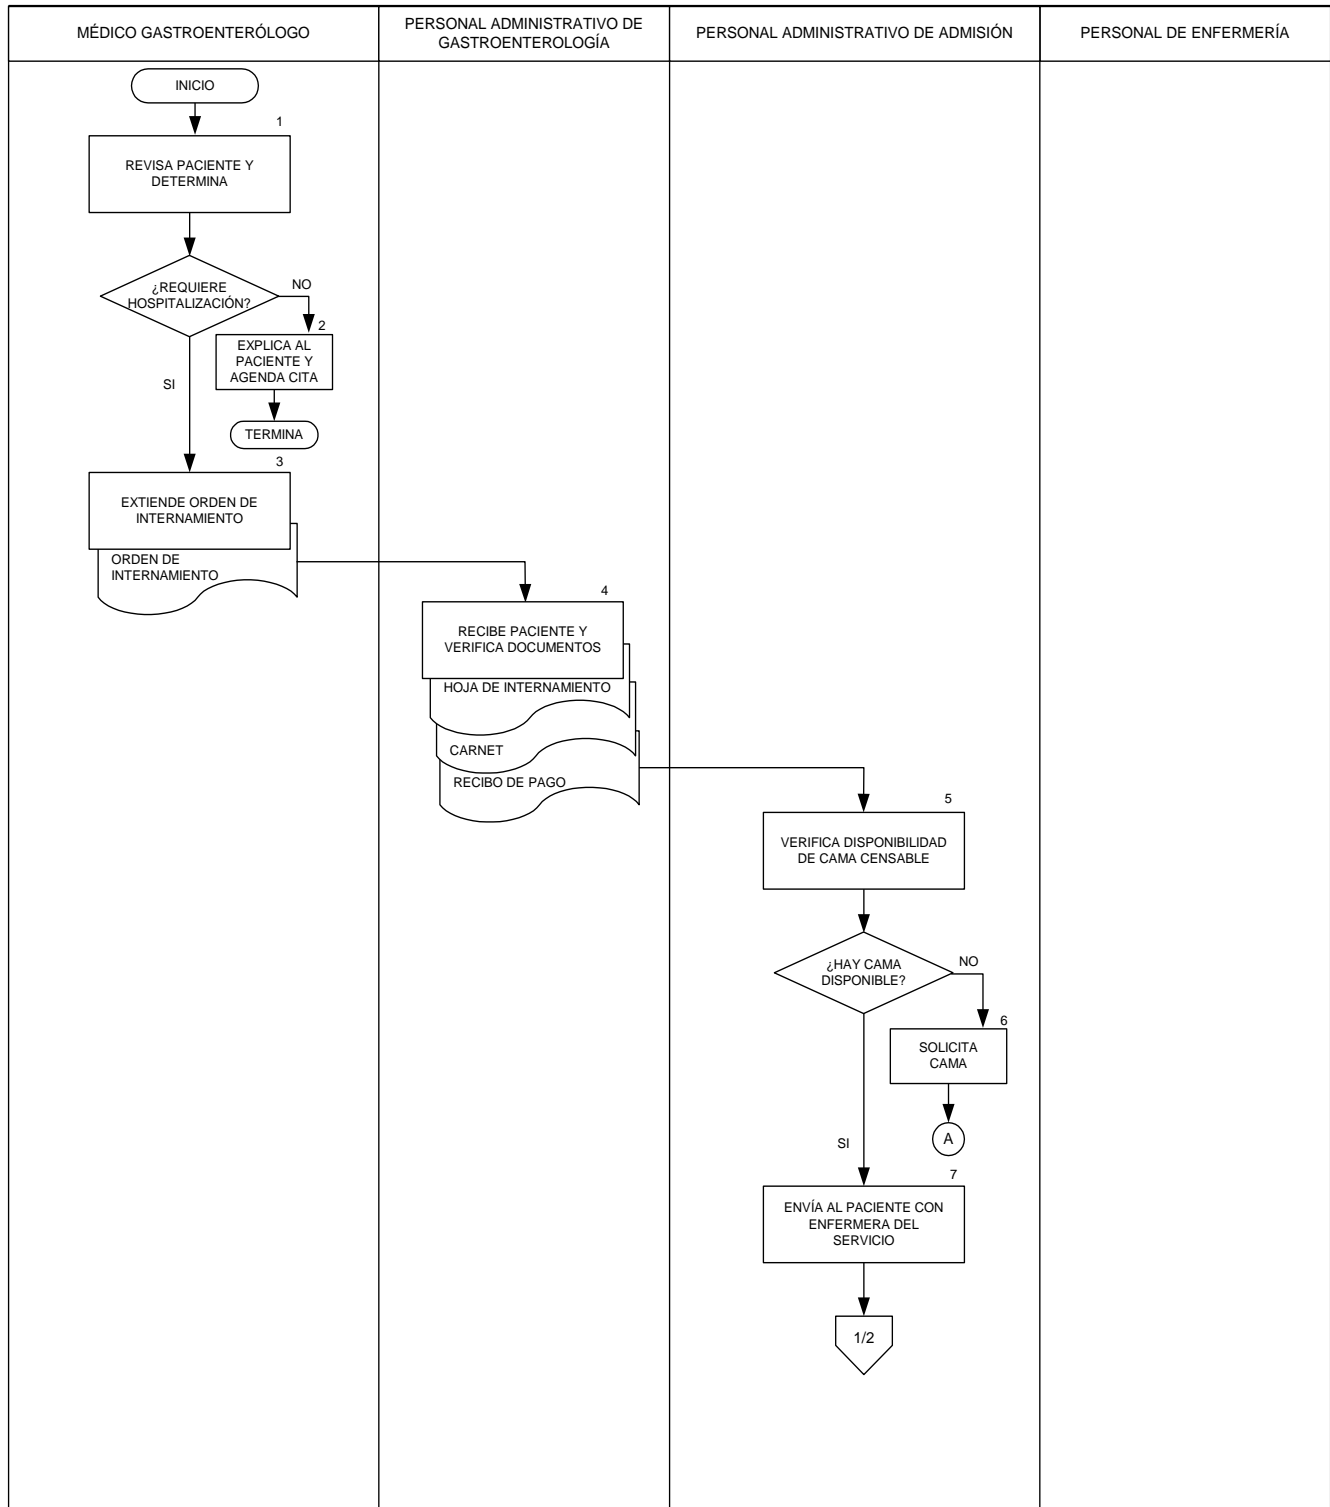 MÉDICO GASTROENTERÓLOGO
PERSONAL ADMINISTRATIVO DE
GASTROENTEROLOGÍA
PERSONAL ADMINISTRATIVO DE ADMISIÓN
PERSONAL DE ENFERMERÍA
INICIO
1
REVISA PACIENTE Y
DETERMINA
¿REQUIERE
HOSPITALIZACIÓN?
NO
2
EXPLICA AL
PACIENTE Y
AGENDA CITA
SI
TERMINA
3
EXTIENDE ORDEN DE
INTERNAMIENTO
ORDEN DE
INTERNAMIENTO
4
RECIBE PACIENTE Y
VERIFICA DOCUMENTOS
HOJA DE INTERNAMIENTO
CARNET
RECIBO DE PAGO
5
VERIFICA DISPONIBILIDAD
DE CAMA CENSABLE
¿HAY CAMA
DISPONIBLE?
NO
6
SOLICITA
CAMA
A
SI
7
ENVÍA AL PACIENTE CON
ENFERMERA DEL
SERVICIO
1/2